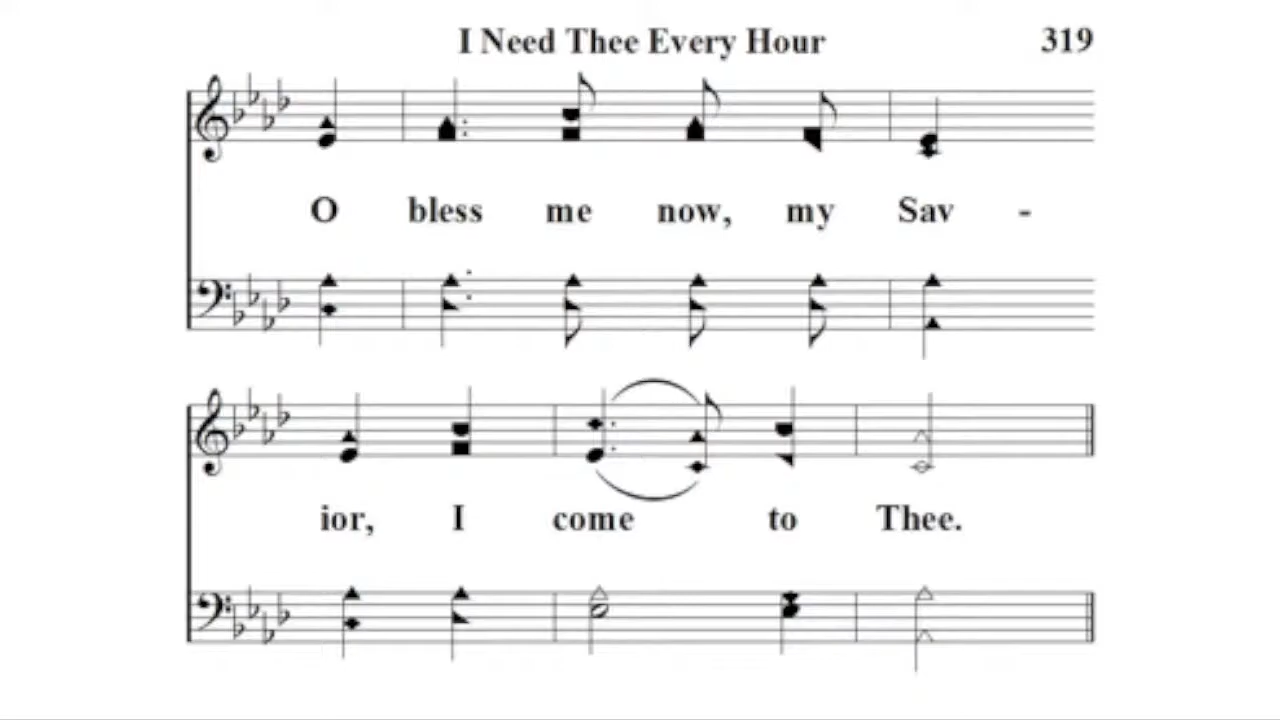 I Need Thee Every Hour 319
O bless me now, my Sav -
ior, I come to Thee.